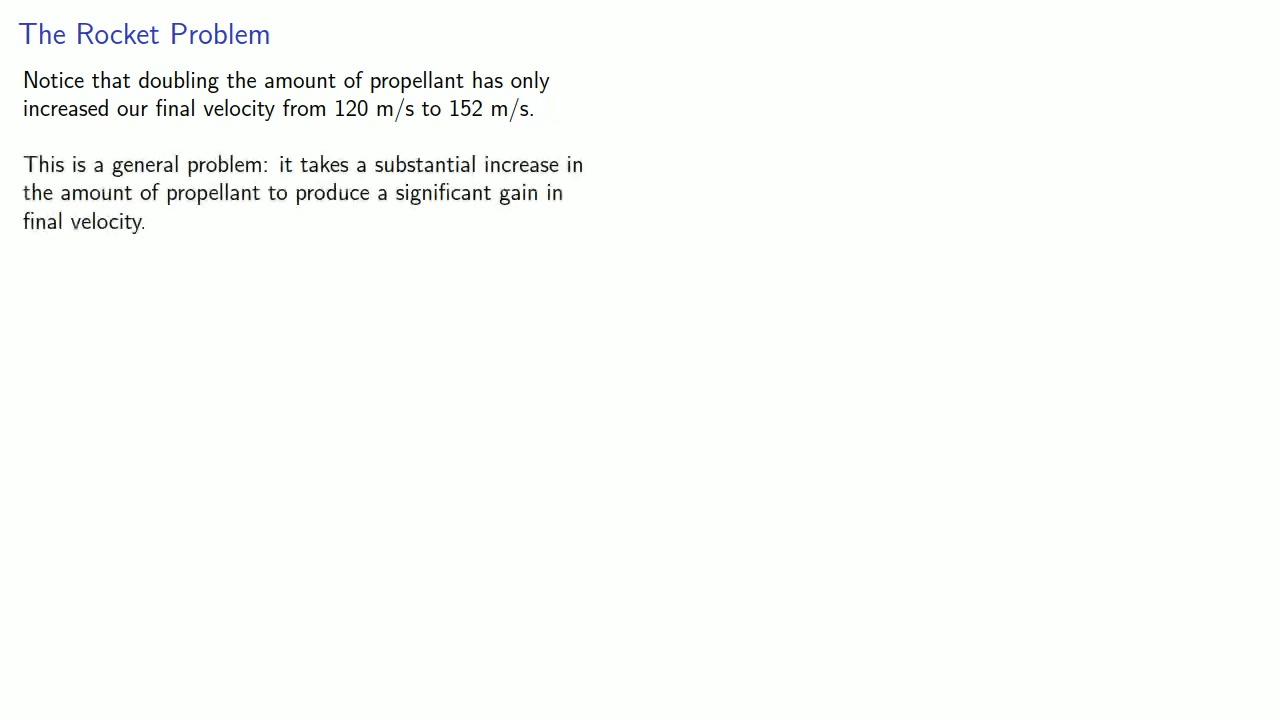 The Rocket Problem
Notice that doubling the amount of propellant has only
increased our final velocity from 120 m/s to 152 m/s.
This is a general problem: it takes a substantial increase in
the amount of propellant to produce a significant gain in
final velocity.